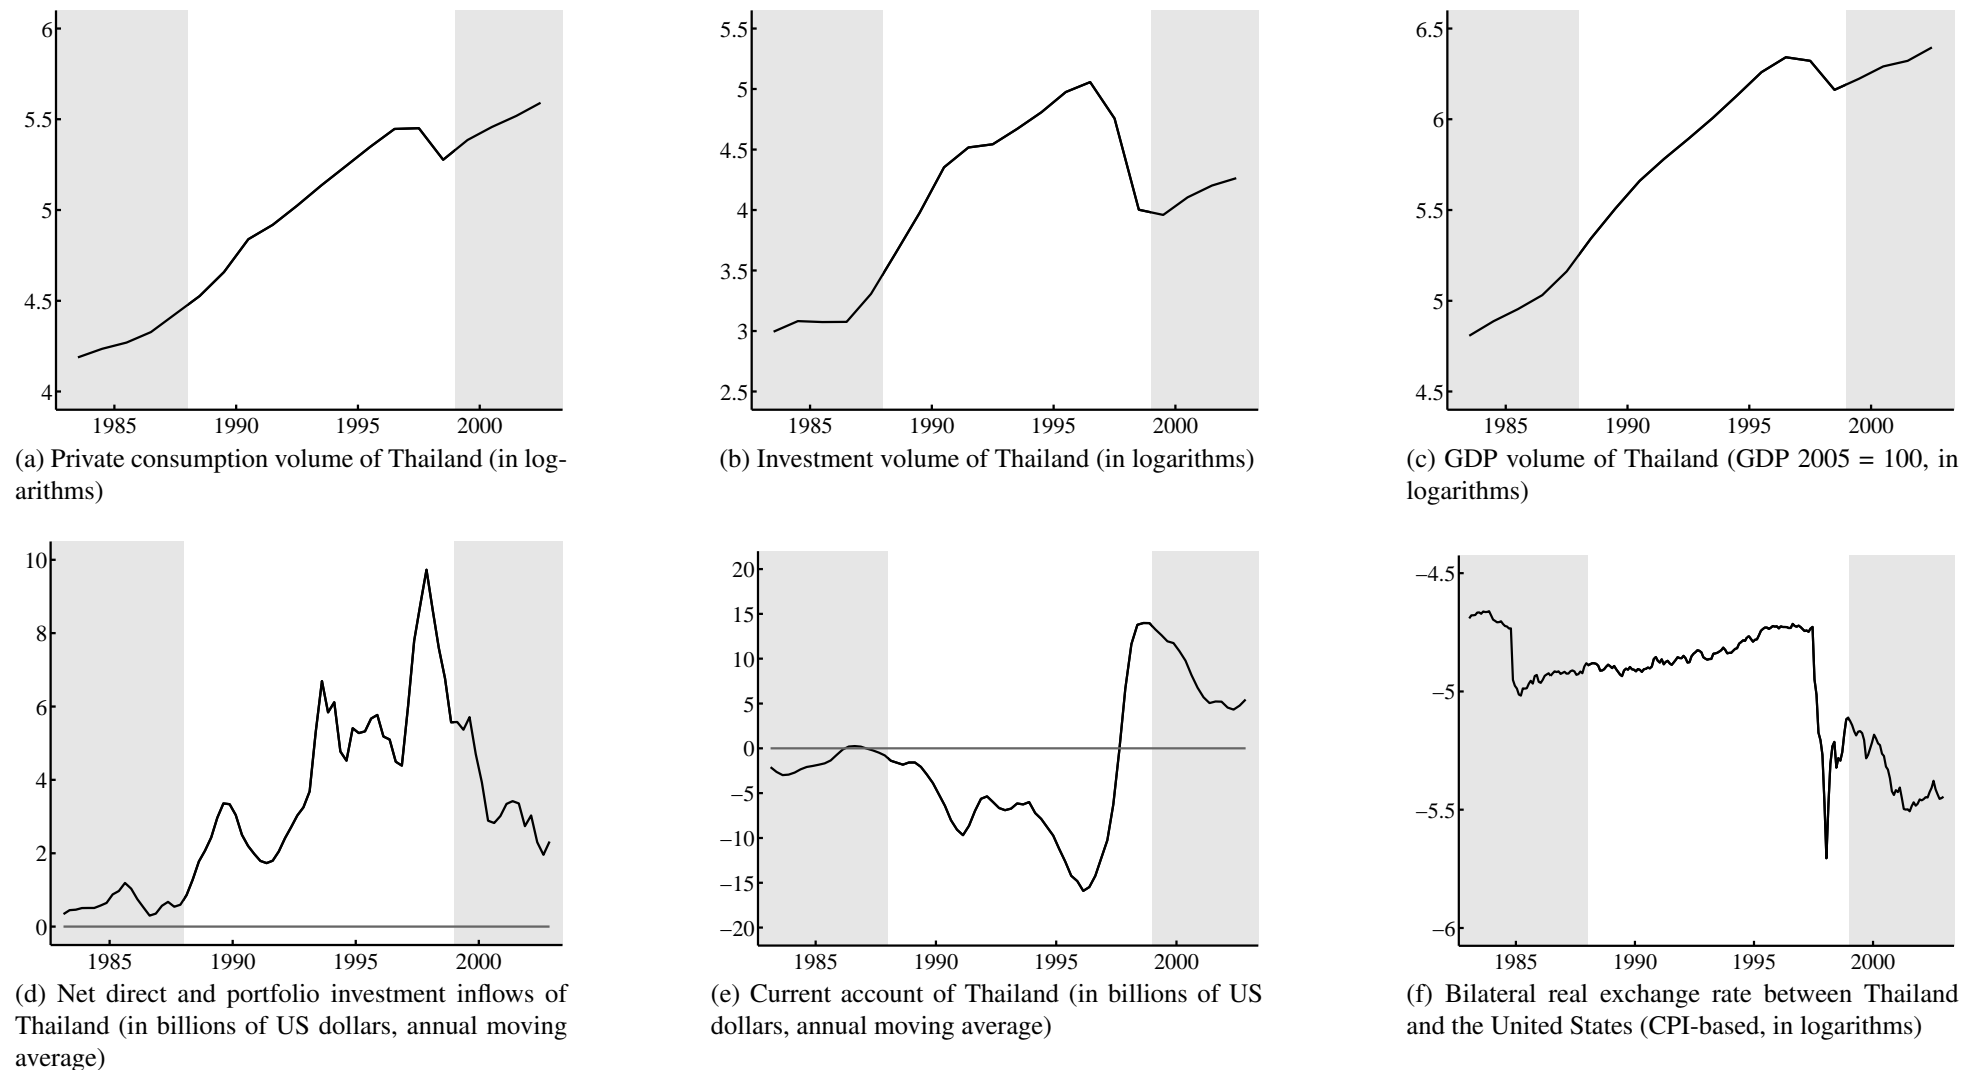 6
5.5
5
4.5
4
1985 1990 1995 2000
(a) Private consumption volume of Thailand (in log-
arithms)
5.5
5
4.5
4
3.5
3
2.5
1985 1990 1995 2000
(b) Investment volume of Thailand (in logarithms)
6.5
6
5.5
5
4.5
1985 1990 1995 2000
(c) GDP volume of Thailand (GDP 2005 = 100, in
logarithms)
10
8
6
4
2
0
1985 1990 1995 2000
(d) Net direct and portfolio investment inflows of
Thailand (in billions of US dollars, annual moving
average)
20
15
10
5
0
−5
−10
−15
−20
1985 1990 1995 2000
(e) Current account of Thailand (in billions of US
dollars, annual moving average)
−4.5
−5
−5.5
−6
1985 1990 1995 2000
(f) Bilateral real exchange rate between Thailand
and the United States (CPI-based, in logarithms)